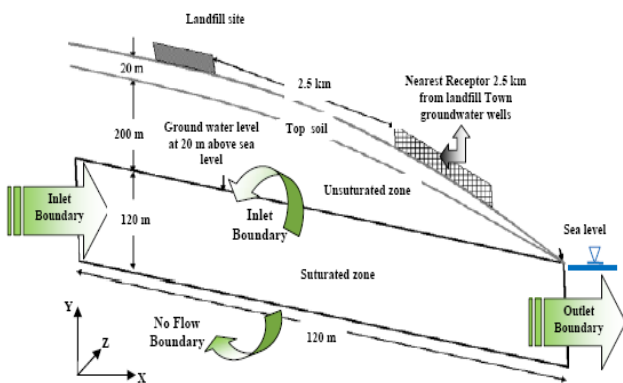 Landfill site
20 m
2.5 km
Nearest Receptor 2.5 km
from landfill Town
groundwater wells
200 m
Ground water level
at 20 m above sea
level
Top soil
Unsuturated zone
Inlet
Boundary
120 m
Inlet
Boundary
Sea level
Suturated zone
No Flow
Boundary
120 m
Outlet
Boundary
Y
Z
X